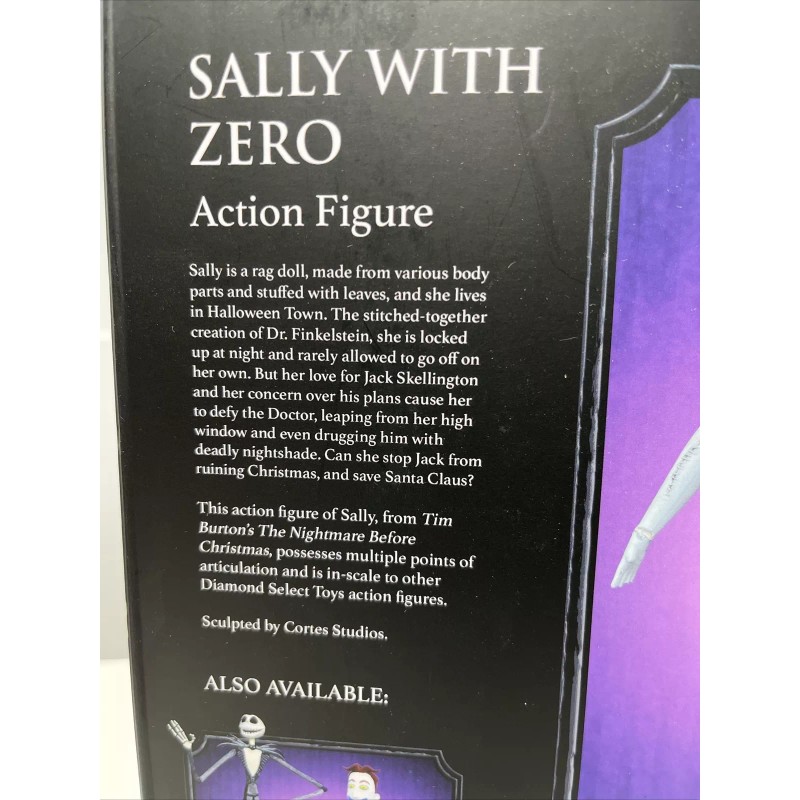 SALLY WITH
ZERO
Action Figure
Sally is a rag doll, made from various body
parts and stuffed with leaves, and she lives
in Halloween Town. The stitched-together
creation of Dr. Finkelstein, she is locked
up at night and rarely allowed to go off on
her own. But her love for Jack Skellington
and her concern over his plans cause her
to defy the Doctor, leaping from her high
window and even drugging him with
deadly nightshade. Can she stop Jack from
ruining Christmas, and save Santa Claus?
This action figure of Sally, from Tim
Burton's The Nightmare Before
Christmas, possesses multiple points of
articulation and is in-scale to other
Diamond Select Toys action figures.
Sculpted by Cortes Studios.
ALSO AVAILABLE: